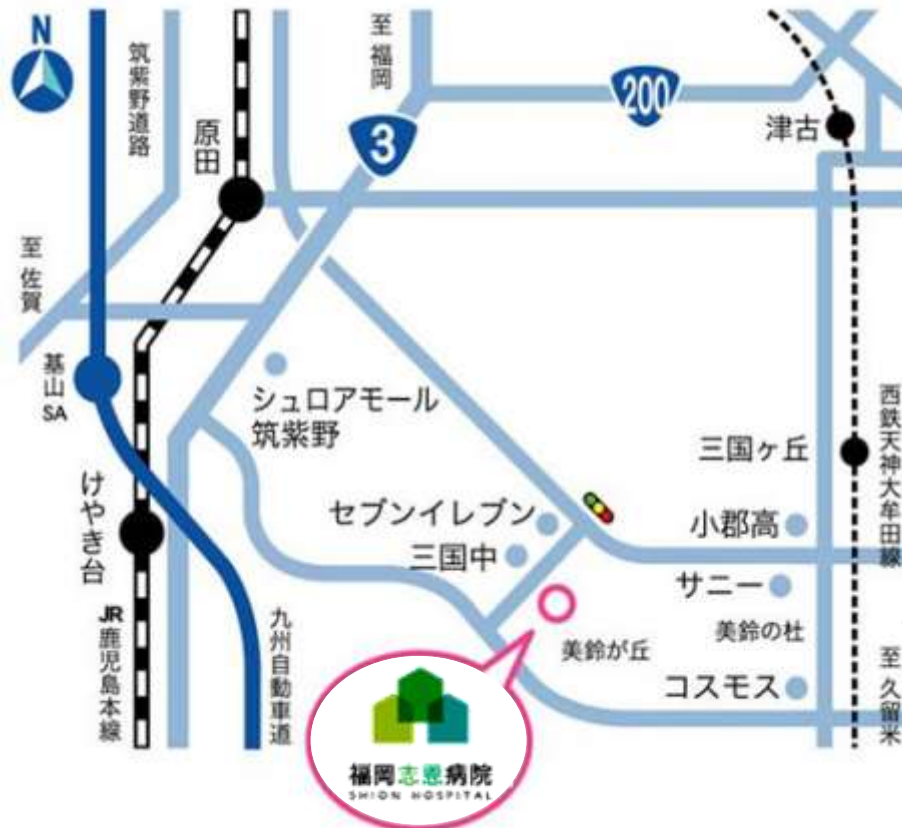 N
筑紫野道路
至 福岡
3
200
津古
原田
至 佐賀
基山
SA
シュロアモール
筑紫野
けやき台
三国ヶ丘
西鉄天神大牟田線
セブンイレブン
三国中
小郡高
サニー
美鈴の杜
美鈴が丘
コスモス
至 久留米
JR鹿児島本線
九州自動車道
福岡志恩病院
SHION HOSPITAL